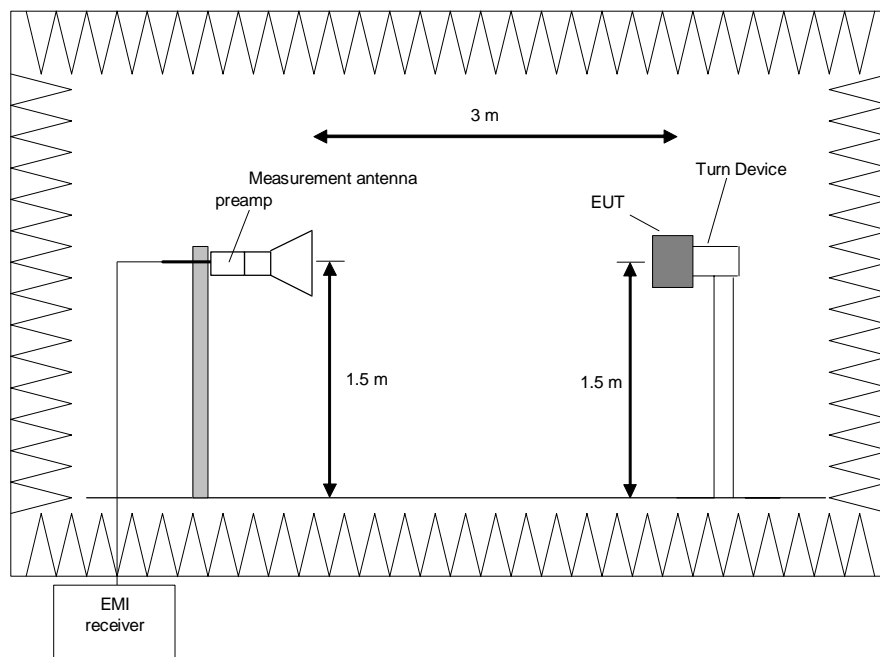 3 m
Measurement antenna
preamp
Turn Device
EUT
1.5 m
1.5 m
EMI
receiver